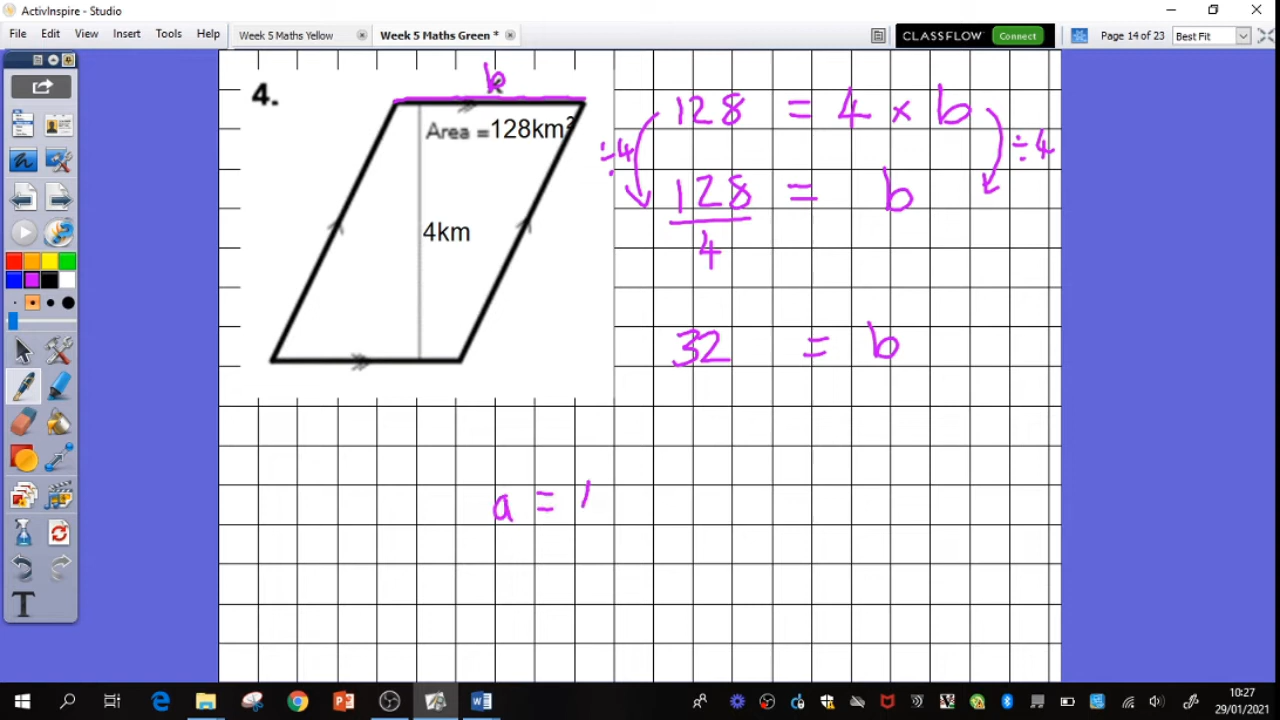 ActivInspire - Studio
File Edit View Insert Tools Help
Week 5 Maths Yellow
Week 5 Maths Green *
CLASSFLOW Connect
Page 14 of 23
Best Fit
4.
b
Area =128km²
4km
128 = 4 × b
÷4
÷4
128 = b
4
32 = b
a =
T
10:27
29/01/2021